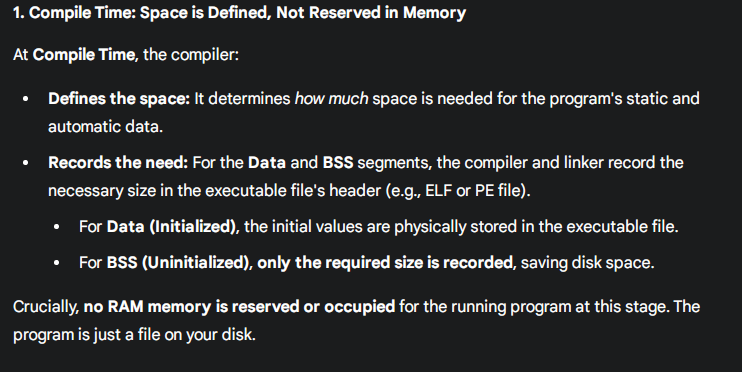 1. Compile Time: Space is Defined, Not Reserved in Memory
At Compile Time, the compiler:
• Defines the space: It determines how much space is needed for the program's static and
automatic data.
• Records the need: For the Data and BSS segments, the compiler and linker record the
necessary size in the executable file's header (e.g., ELF or PE file).
• For Data (Initialized), the initial values are physically stored in the executable file.
• For BSS (Uninitialized), only the required size is recorded, saving disk space.
Crucially, no RAM memory is reserved or occupied for the running program at this stage. The
program is just a file on your disk.